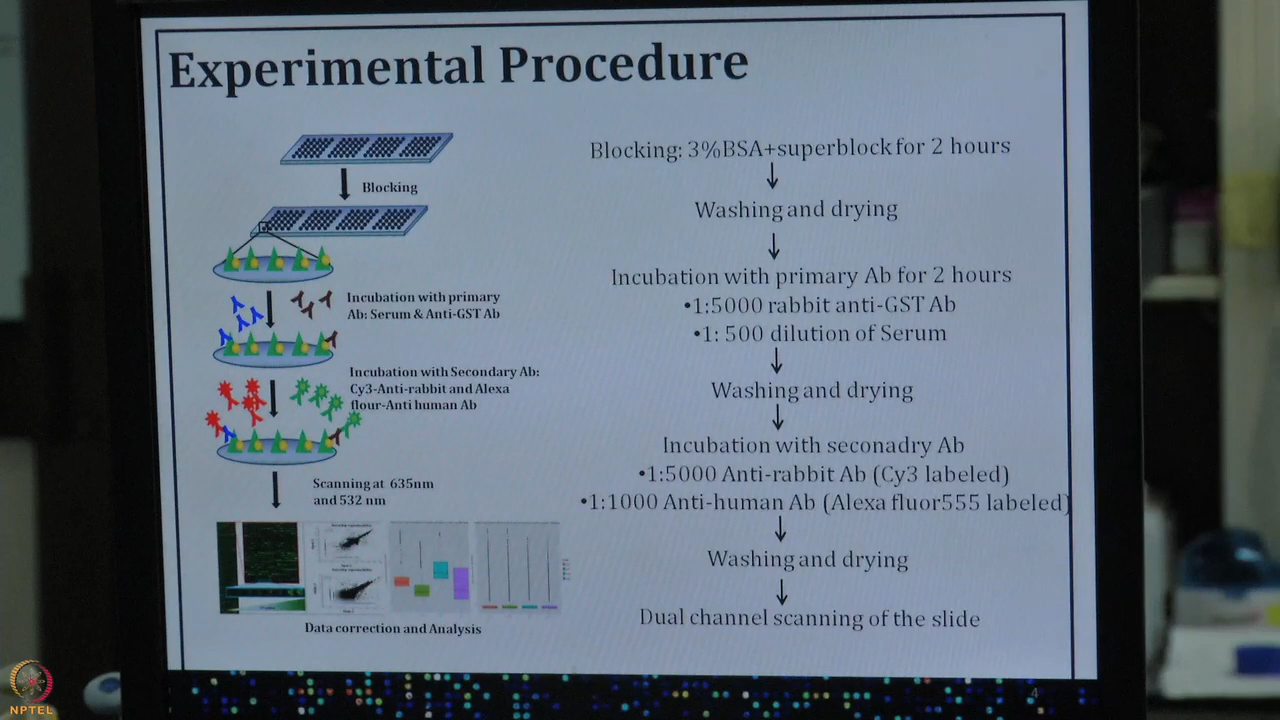 Experimental Procedure
Blocking
Incubation with primary
Ab: Serum & Anti-GST Ab
Incubation with Secondary Ab:
Cy3-Anti-rabbit and Alexa
flour-Anti human Ab
Scanning at 635nm
and 532 nm
Data correction and Analysis
Blocking: 3%BSA+superblock for 2 hours
Washing and drying
Incubation with primary Ab for 2 hours
•1:5000 rabbit anti-GST Ab
•1: 500 dilution of Serum
Washing and drying
Incubation with seconadry Ab
•1:5000 Anti-rabbit Ab (Cy3 labeled)
•1:1000 Anti-human Ab (Alexa fluor555 labeled)
Washing and drying
Dual channel scanning of the slide
4
NPTEL